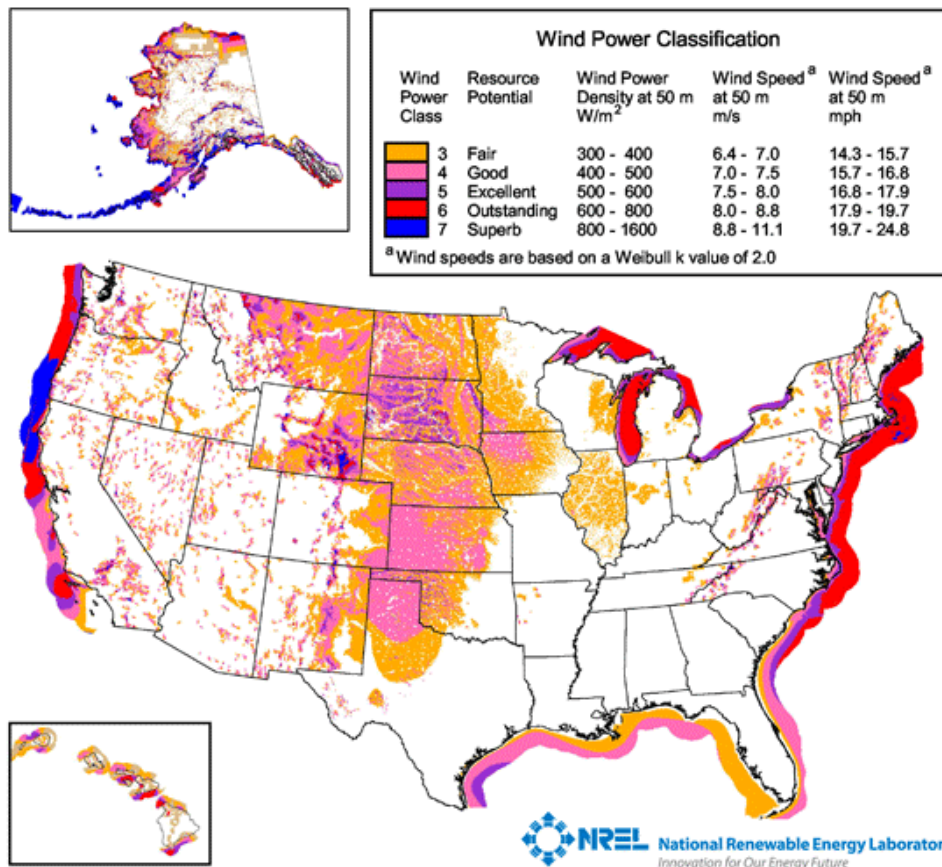 Wind Power Classification
Wind Power Class Resource Potential Wind Power Density at 50 m W/m² Wind Speed a at 50 m m/s Wind Speed a at 50 m mph
3 Fair 300 - 400 6.4 - 7.0 14.3 - 15.7
4 Good 400 - 500 7.0 - 7.5 15.7 - 16.8
5 Excellent 500 - 600 7.5 - 8.0 16.8 - 17.9
6 Outstanding 600 - 800 8.0 - 8.8 17.9 - 19.7
7 Superb 800 - 1600 8.8 - 11.1 19.7 - 24.8
a Wind speeds are based on a Weibull k value of 2.0
NREL National Renewable Energy Laborator
Innovation for Our Energy Future